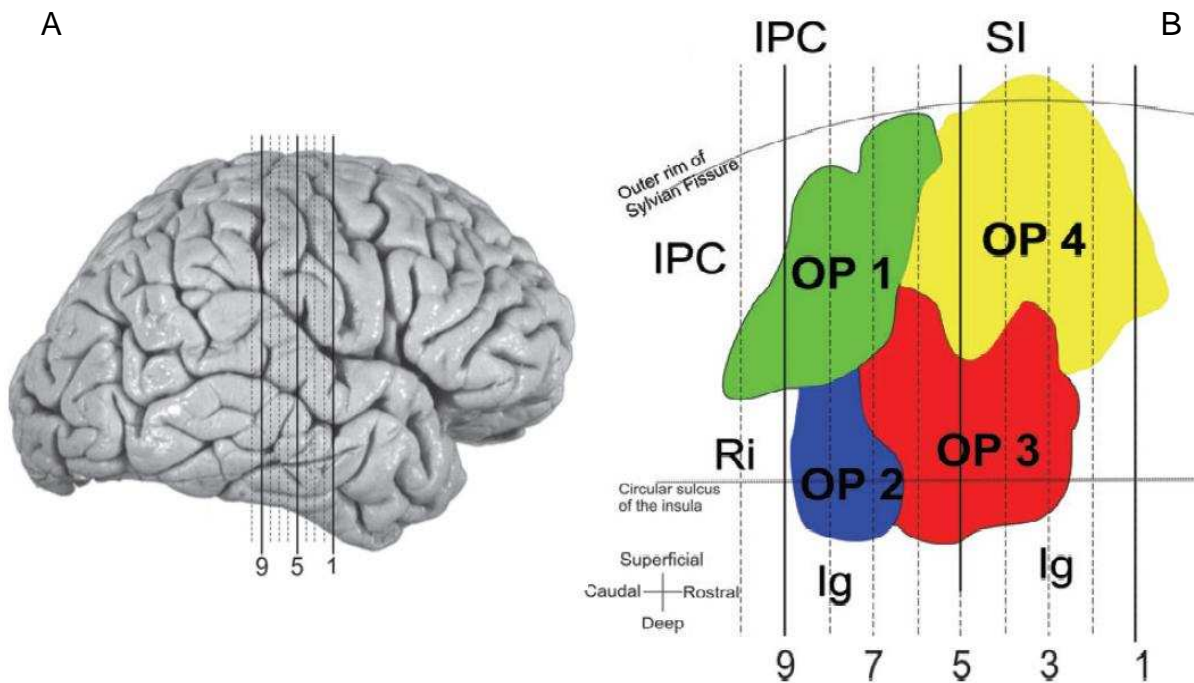 A
9 5 1
B
IPC SI
Outer rim of
Sylvian Fissure
IPC
OP 1
OP 4
Ri
OP 2
OP 3
Circular sulcus
of the insula
Superficial
Caudal Rostral
Deep
Ig
Ig
9 7 5 3 1